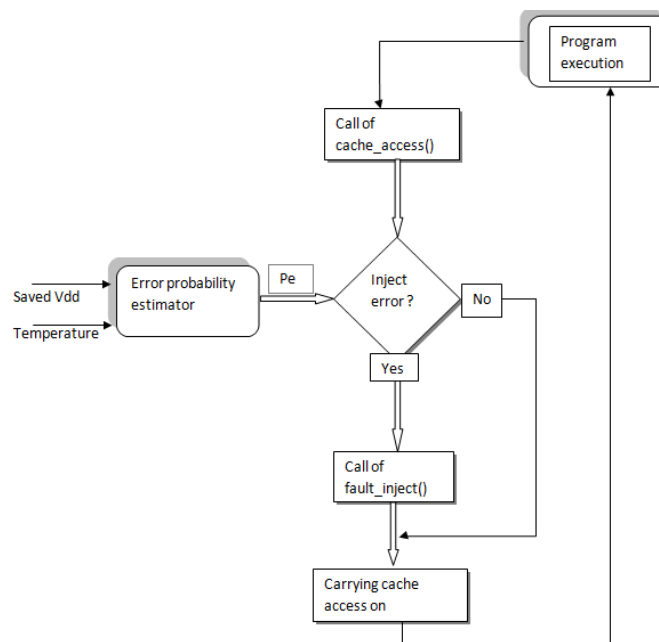 Program
execution
Call of
cache_access()
Saved Vdd
Temperature
Error probability
estimator
Pe
Inject
error ?
No
Yes
Call of
fault_inject()
Carrying cache
access on